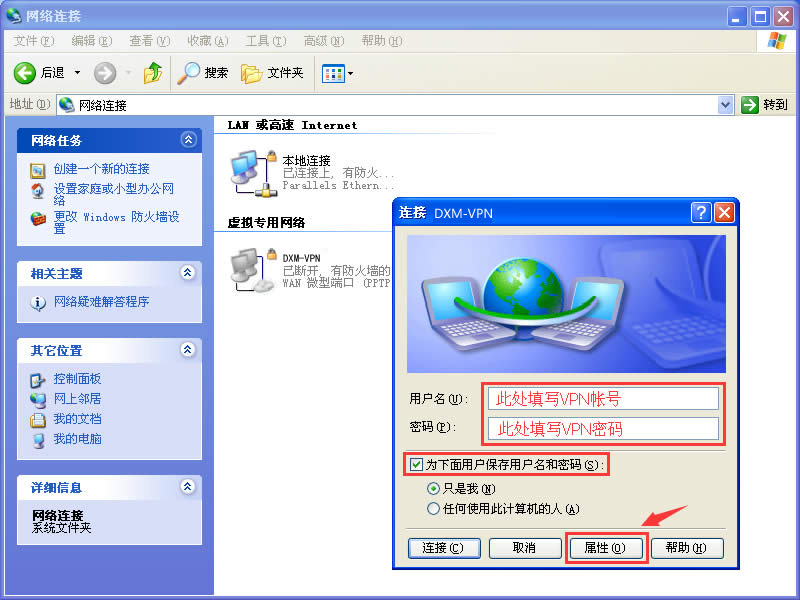 网络连接
文件(F) 编辑(E) 查看(V) 收藏(A) 工具(T) 高级(N) 帮助(H)
后退 搜索 文件夹
地址(D) 网络连接 转到
网络任务
创建一个新的连接
设置家庭或小型办公网
络
更改 Windows 防火墙设
置
相关主题
网络疑难解答程序
其它位置
控制面板
网上邻居
我的文档
我的电脑
详细信息
网络连接
系统文件夹
LAN 或高速 Internet
本地连接
已连接上, 有防火...
Parallels Ethern...
虚拟专用网络
DXM-VPN
已断开, 有防火墙的
WAN 微型端口 (PPTP
连接 DXM-VPN
用户名(U): 此处填写VPN帐号
密码(P): 此处填写VPN密码
为下面用户保存用户名和密码(S):
只是我(N)
任何使用此计算机的人(A)
连接(C) 取消 属性(O) 帮助(H)